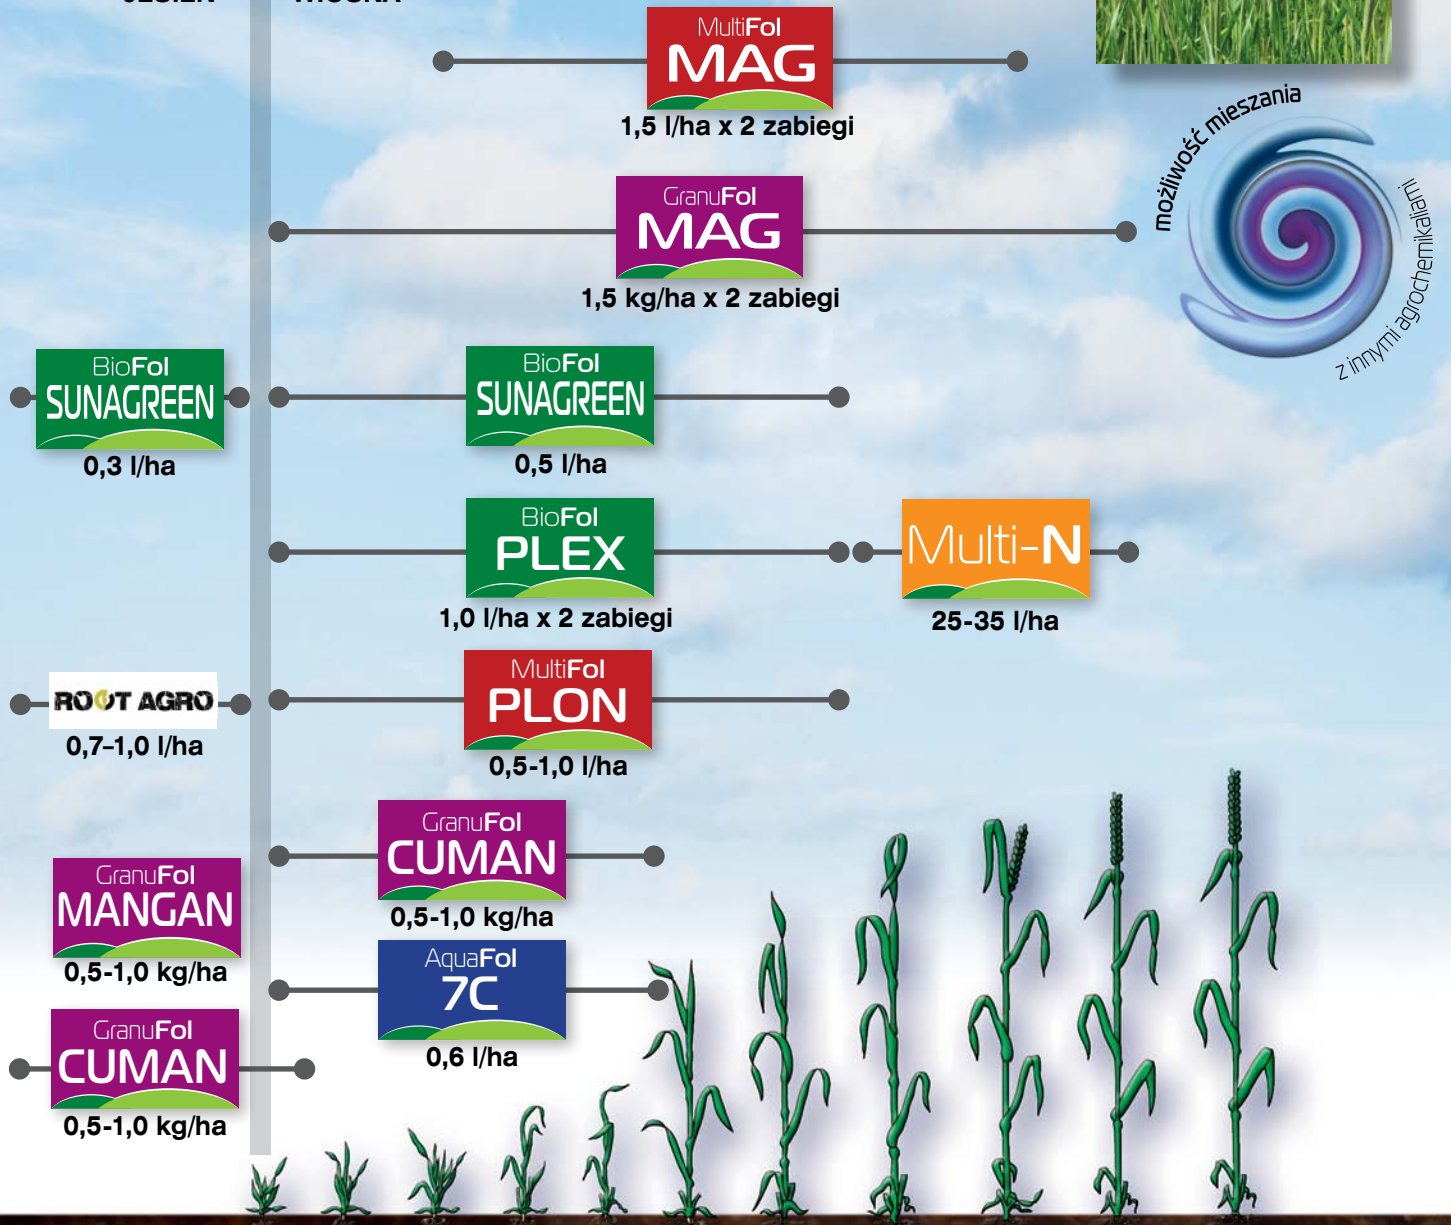 JESIEŃ
WIOSNA
MultiFol
MAG
1,5 l/ha x 2 zabiegi
możliwość mieszania
z innymi agrochemikaliami
GranuFol
MAG
1,5 kg/ha x 2 zabiegi
BioFol
SUNAGREEN
0,3 l/ha
BioFol
SUNAGREEN
0,5 l/ha
BioFol
PLEX
1,0 l/ha x 2 zabiegi
Multi-N
25-35 l/ha
ROOT AGRO
0,7–1,0 l/ha
MultiFol
PLON
0,5-1,0 l/ha
GranuFol
CUMAN
0,5-1,0 kg/ha
GranuFol
MANGAN
0,5-1,0 kg/ha
AquaFol
7C
0,6 l/ha
GranuFol
CUMAN
0,5-1,0 kg/ha